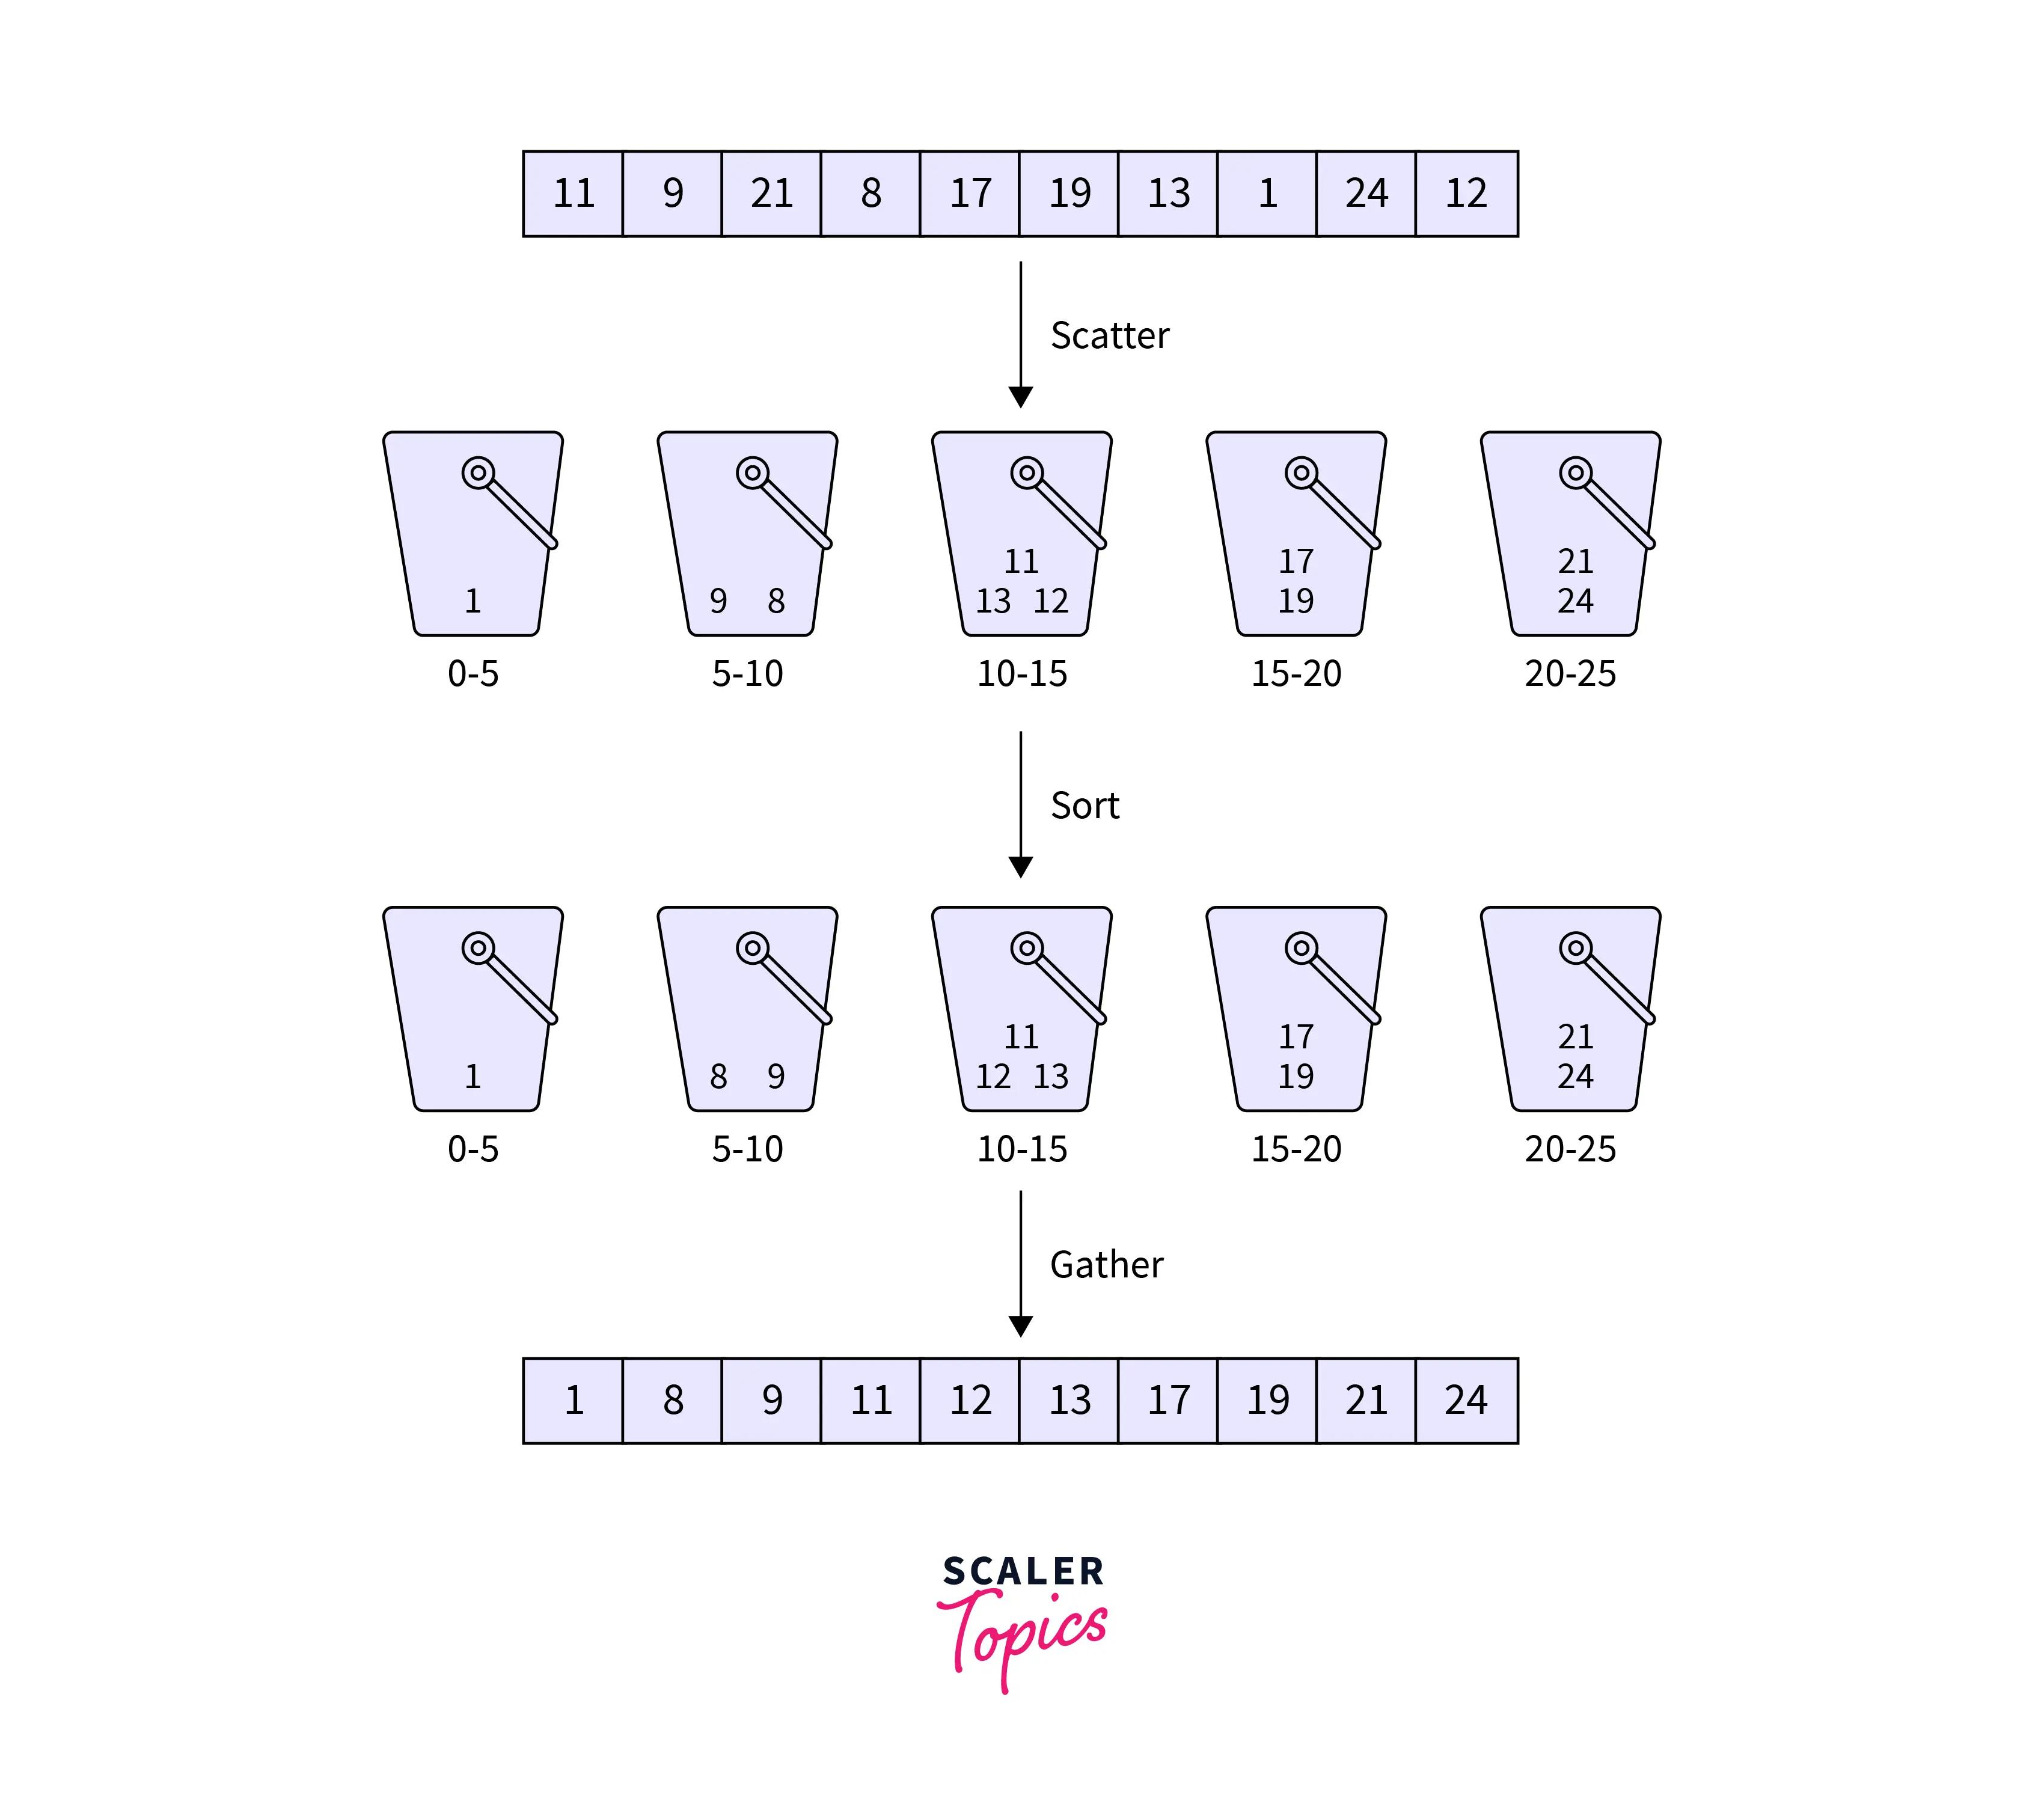 11 9 21 8 17 19 13 1 24 12
Scatter
11 17 21
1 9 8 13 12 19 24
0-5 5-10 10-15 15-20 20-25
Sort
11 17 21
1 8 9 12 13 19 24
0-5 5-10 10-15 15-20 20-25
Gather
1 8 9 11 12 13 17 19 21 24
SCALER
Topics